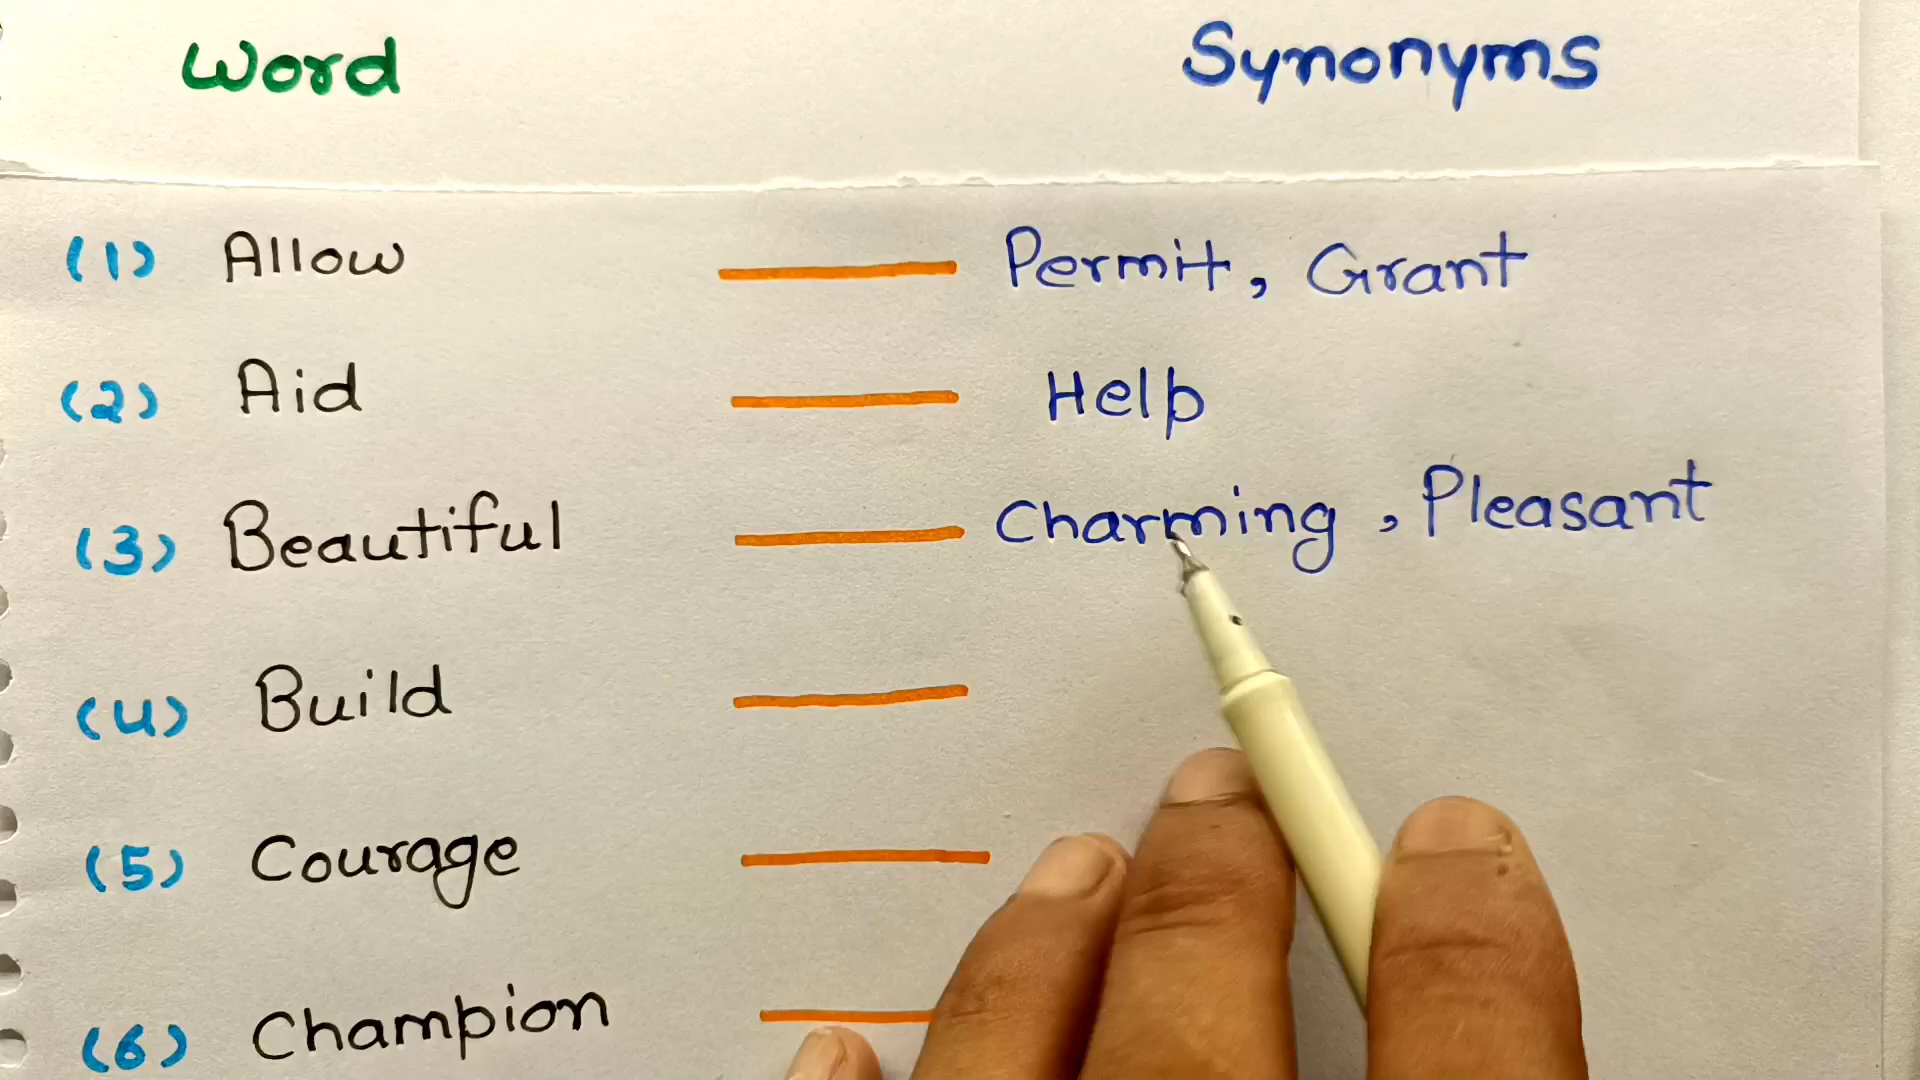 Word Synonyms
(1) Allow Permit, Grant
(2) Aid Help
(3) Beautiful Charming, Pleasant
(4) Build
(5) Courage
(6) Champion